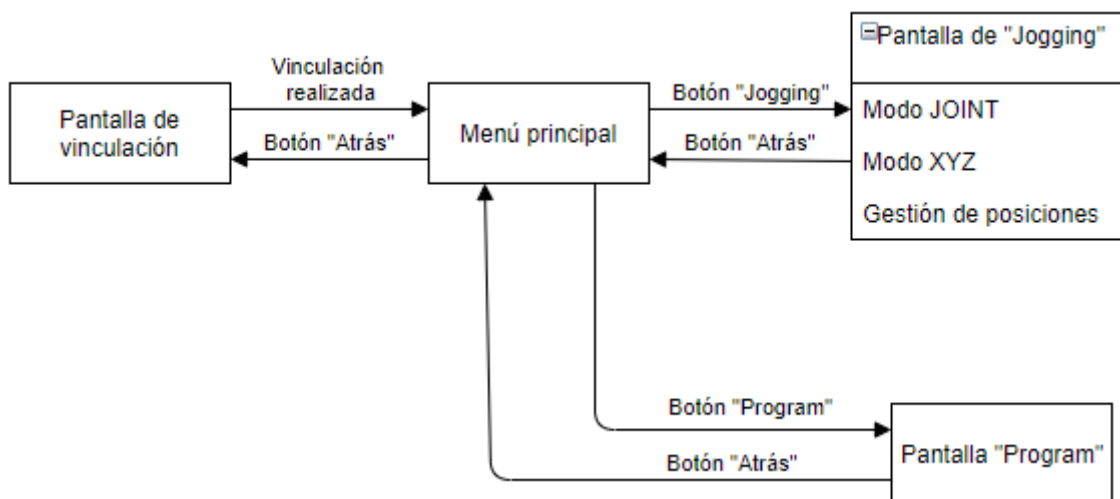 Pantalla de
vinculación
Vinculación
realizada
Botón "Atrás"
Menú principal
Botón "Jogging"
Botón "Atrás"
Pantalla de "Jogging"
Modo JOINT
Modo XYZ
Gestión de posiciones
Botón "Program"
Botón "Atrás"
Pantalla "Program"